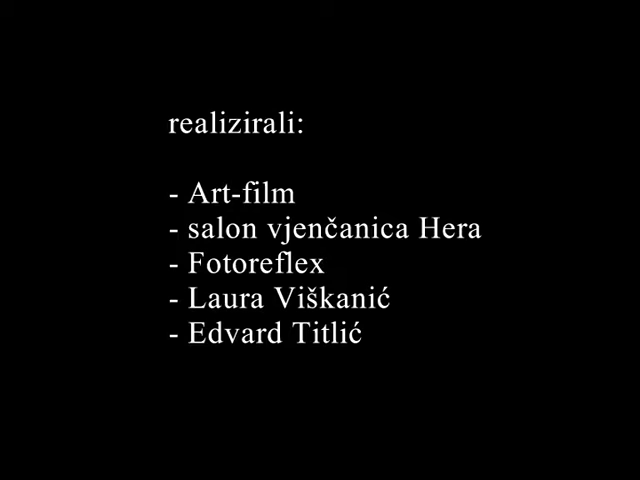 realizirali:
- Art-film
- salon vjenčanica Hera
- Fotoreflex
- Laura Viškanić
- Edvard Titlić